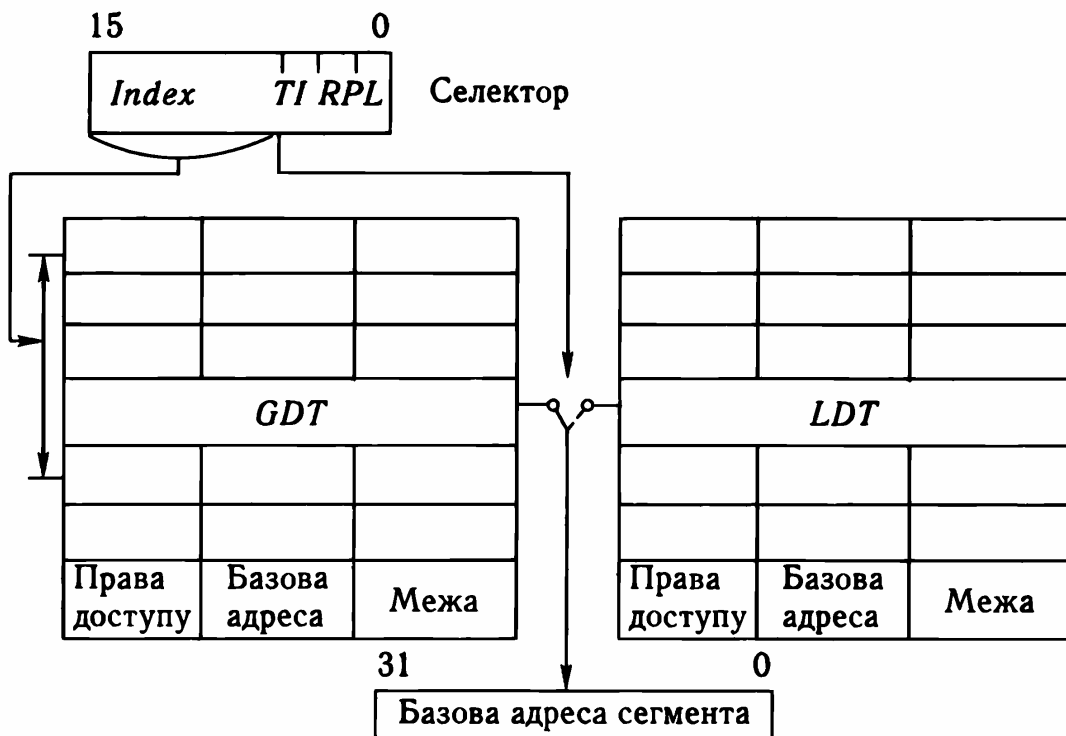 15 0
Index TI RPL Селектор
GDT LDT
Права доступу Базова адреса Межа Права доступу Базова адреса Межа
31 0
Базова адреса сегмента